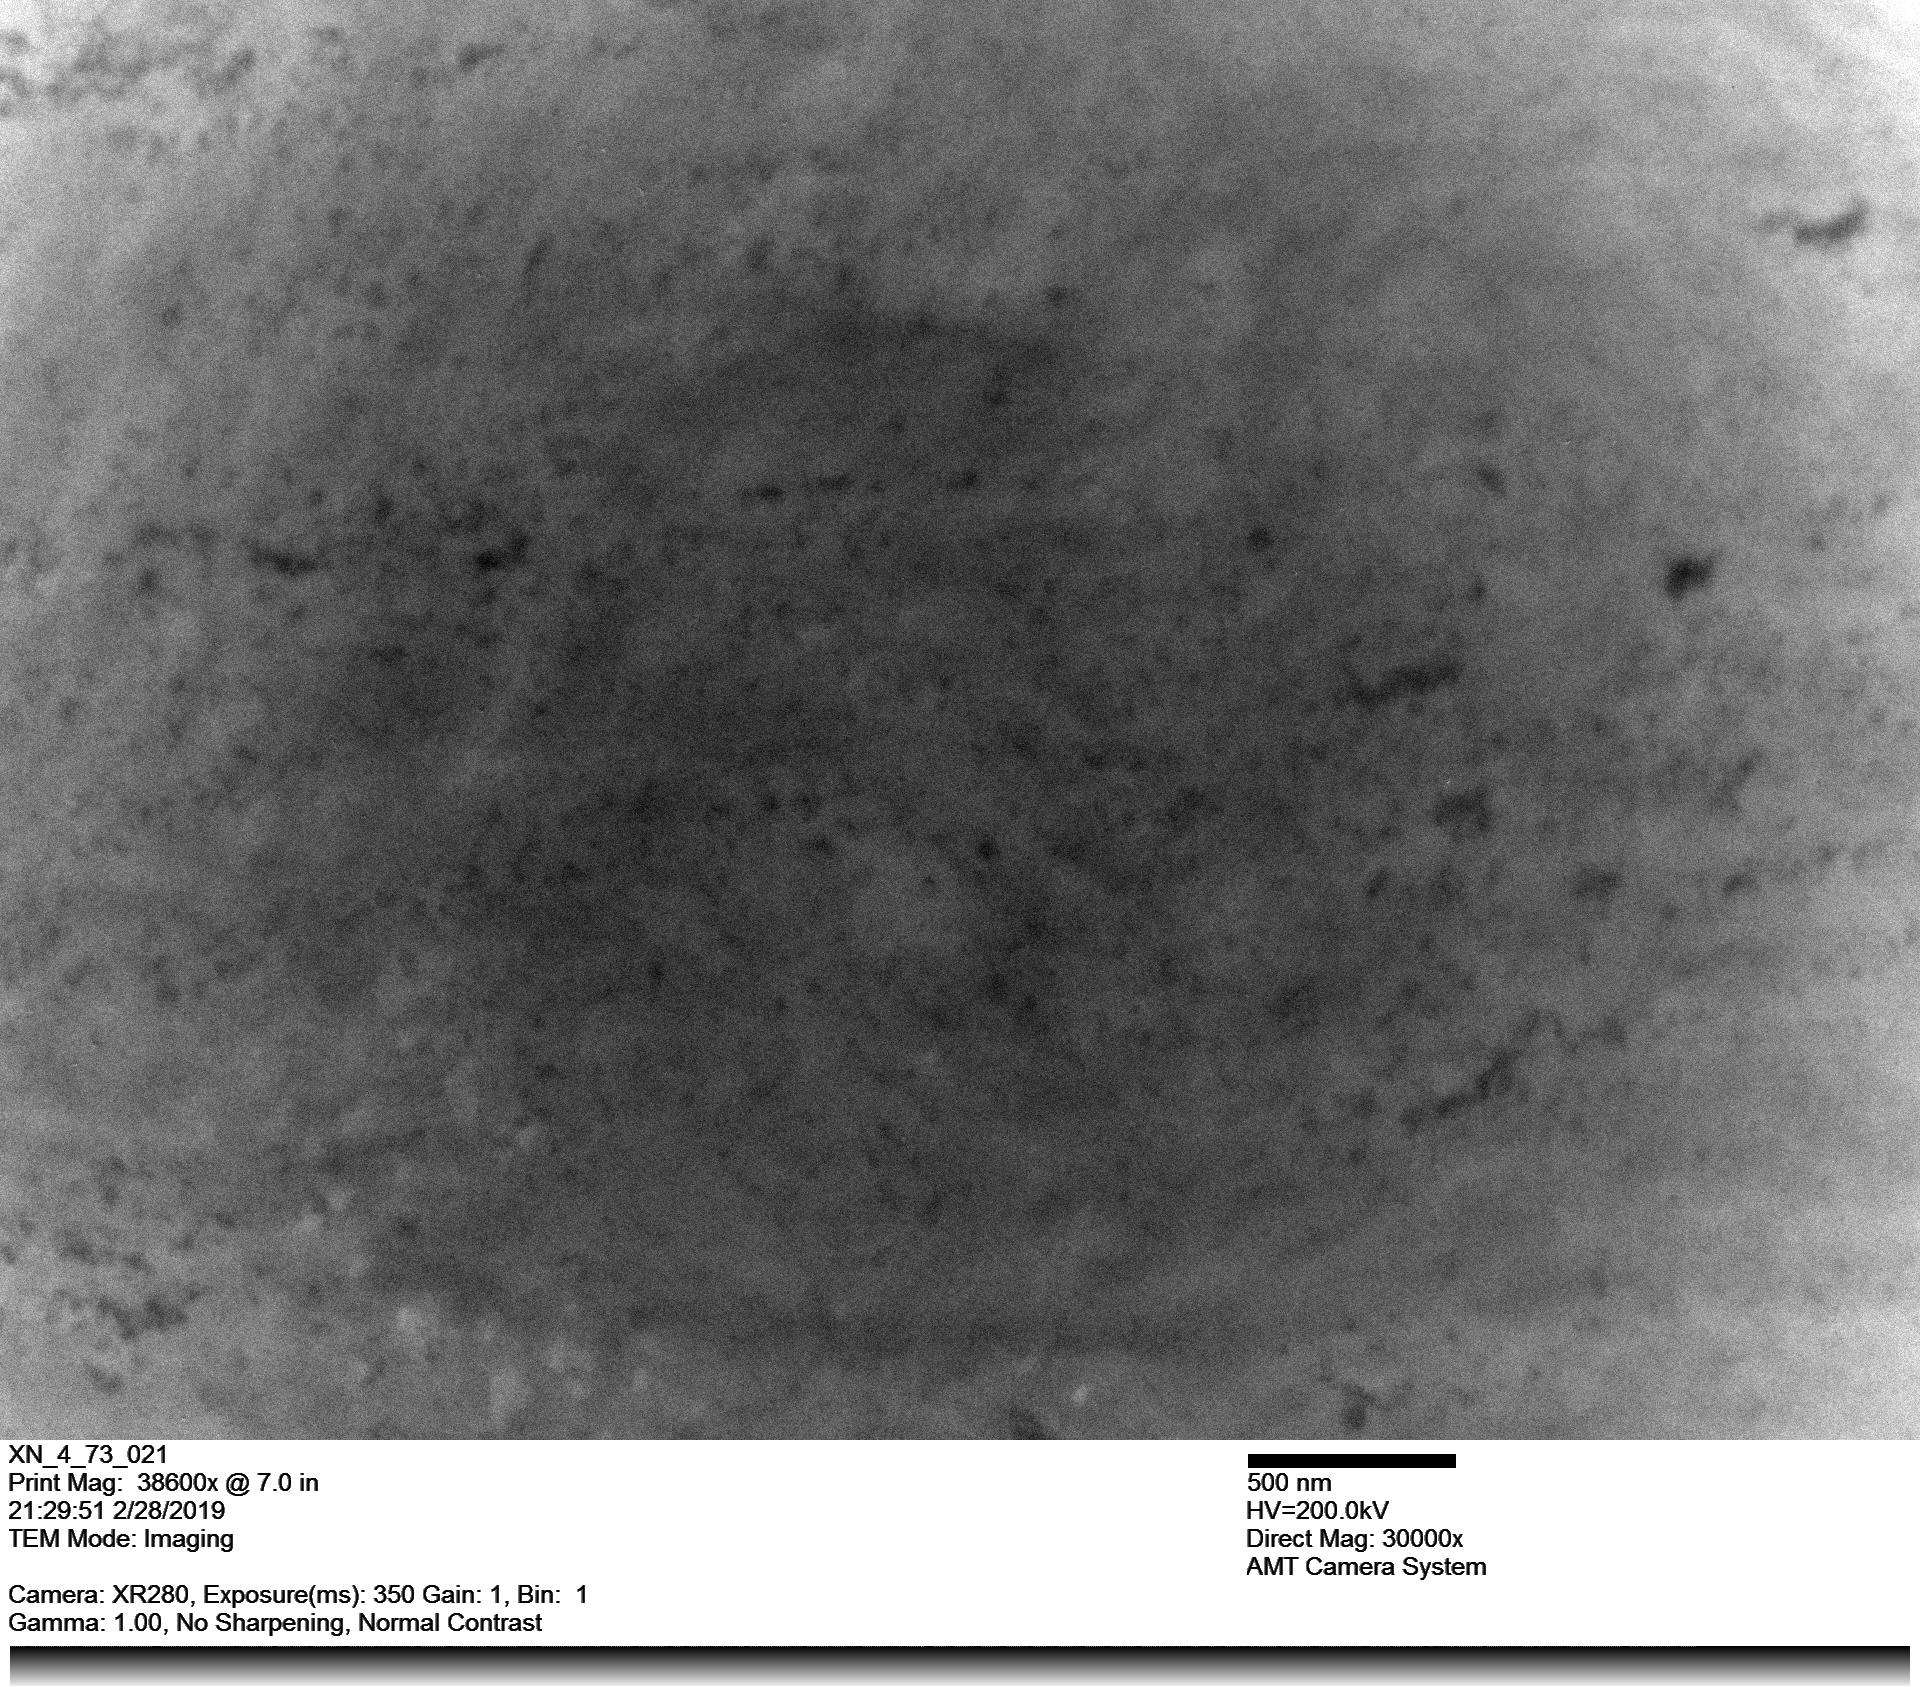 XN_4_73_021
Print Mag:  38600x @ 7.0 in
21:29:51 2/28/2019
TEM Mode: Imaging
Camera: XR280, Exposure(ms): 350 Gain: 1, Bin:  1
Gamma: 1.00, No Sharpening, Normal Contrast
500 nm
HV=200.0kV
Direct Mag: 30000x
AMT Camera System